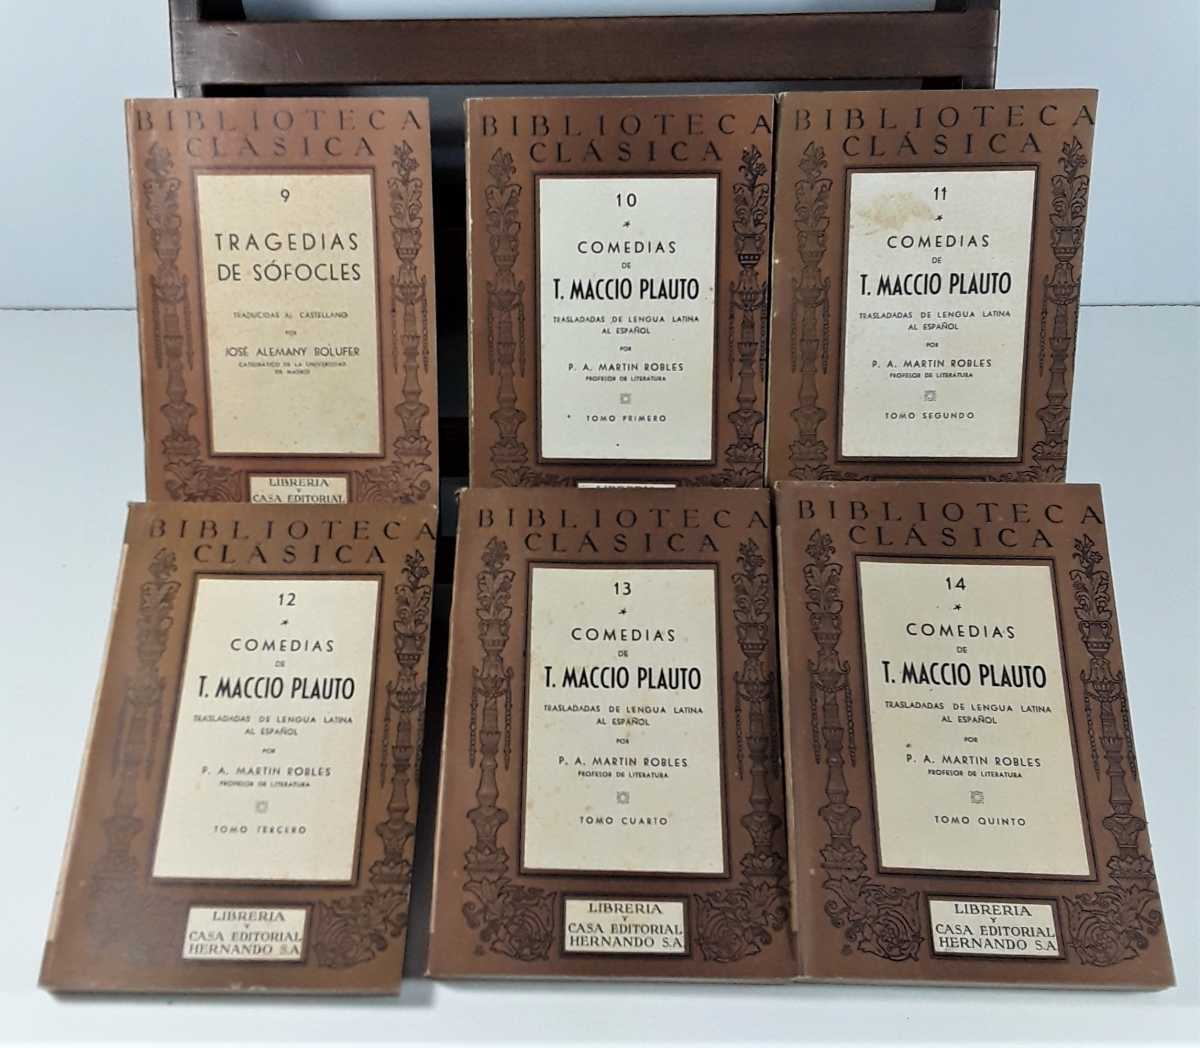 BIBLIOTECA
CLÁSICA
9
TRAGEDIAS
DE SÓFOCLES
TRADUCIDAS AL CASTELLANO
POR
JOSÉ ALEMANY BOLUFER
CATEDRÁTICO DE LA UNIVERSIDAD
DE MADRID
LIBRERIA
Y
CASA EDITORIAL
BIBLIOTECA
CLÁSICA
10
COMEDIAS
DE
T. MACCIO PLAUTO
TRASLADADAS DE LENGUA LATINA
AL ESPAÑOL
POR
P. A. MARTIN ROBLES
PROFESOR DE LITERATURA
TOMO PRIMERO
LIBRERIA
BIBLIOTECA
CLÁSICA
11
COMEDIAS
DE
T. MACCIO PLAUTO
TRASLADADAS DE LENGUA LATINA
AL ESPAÑOL
POR
P. A. MARTIN ROBLES
PROFESOR DE LITERATURA
TOMO SEGUNDO
BIBLIOTECA
CLÁSICA
12
COMEDIAS
DE
T. MACCIO PLAUTO
TRASLADADAS DE LENGUA LATINA
AL ESPAÑOL
POR
P. A. MARTIN ROBLES
PROFESOR DE LITERATURA
TOMO TERCERO
LIBRERIA
Y
CASA EDITORIAL
HERNANDO S.A
BIBLIOTECA
CLÁSICA
13
COMEDIAS
DE
T. MACCIO PLAUTO
TRASLADADAS DE LENGUA LATINA
AL ESPAÑOL
POR
P. A. MARTIN ROBLES
PROFESOR DE LITERATURA
TOMO CUARTO
LIBRERIA
Y
CASA EDITORIAL
HERNANDO S.A
BIBLIOTECA
CLÁSICA
14
COMEDIAS
DE
T. MACCIO PLAUTO
TRASLADADAS DE LENGUA LATINA
AL ESPAÑOL
POR
P. A. MARTIN ROBLES
PROFESOR DE LITERATURA
TOMO QUINTO
LIBRERIA
Y
CASA EDITORIAL
HERNANDO S.A